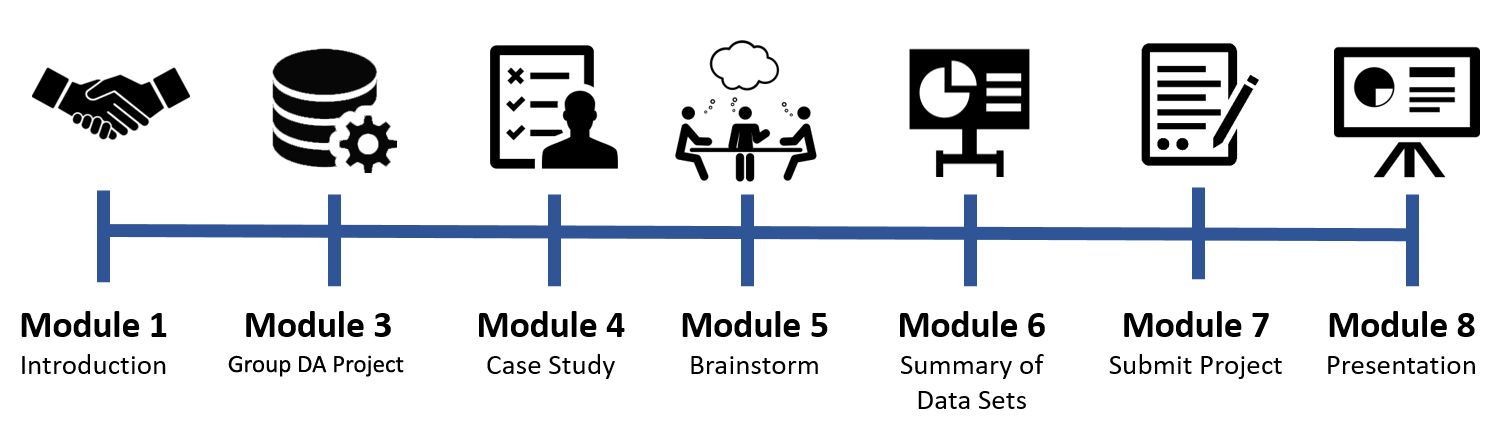 Module 1
Introduction
Module 3
Group DA Project
Module 4
Case Study
Module 5
Brainstorm
Module 6
Summary of
Data Sets
Module 7
Submit Project
Module 8
Presentation